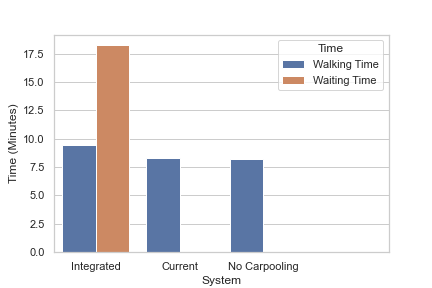 17.5
15.0
12.5
10.0
7.5
5.0
2.5
0.0
Time (Minutes)
Time
Walking Time
Waiting Time
Integrated Current No Carpooling
System